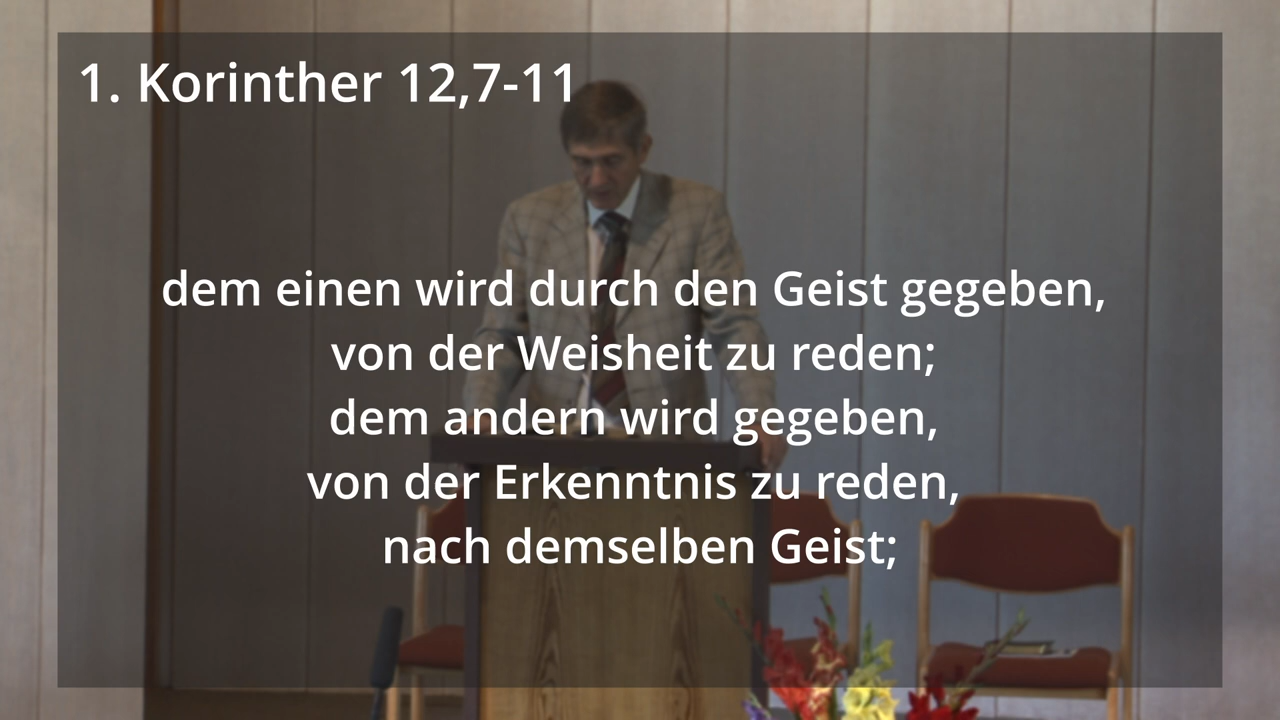 1. Korinther 12,7-11
dem einen wird durch den Geist gegeben,
von der Weisheit zu reden;
dem andern wird gegeben,
von der Erkenntnis zu reden,
nach demselben Geist;